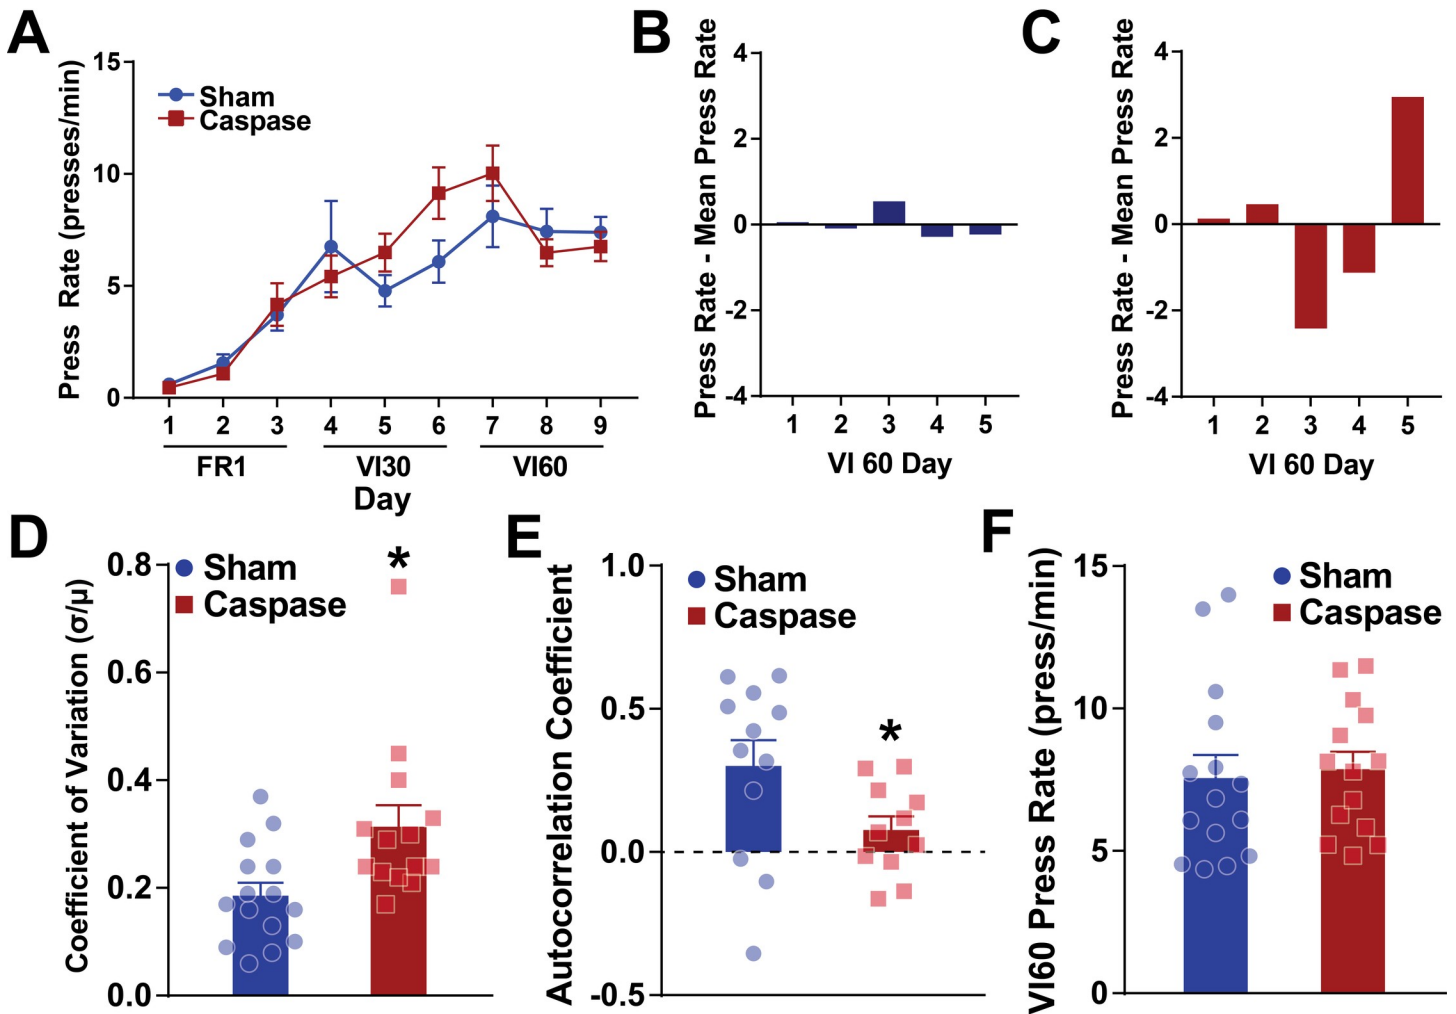 A
Press Rate (presses/min)
15
10
5
0
Sham
Caspase
1 2 3 4 5 6 7 8 9
FR1 VI30 VI60
Day
B
Press Rate - Mean Press Rate
4
2
0
-2
-4
1 2 3 4 5
VI 60 Day
C
Press Rate - Mean Press Rate
4
2
0
-2
-4
1 2 3 4 5
VI 60 Day
D
Coefficient of Variation (σ/μ)
0.8
0.6
0.4
0.2
0.0
Sham
Caspase
*
E
Autocorrelation Coefficient
1.0
0.5
0.0
-0.5
Sham
Caspase
*
F
VI60 Press Rate (press/min)
15
10
5
0
Sham
Caspase